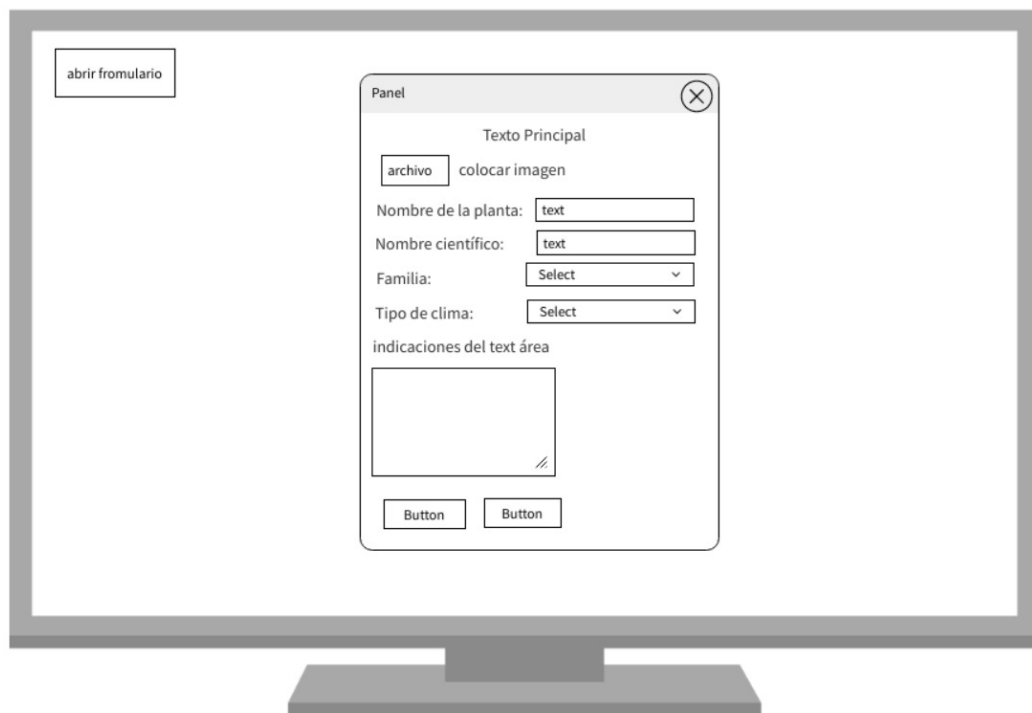 abrir fromulario
Panel
Texto Principal
archivo colocar imagen
Nombre de la planta: text
Nombre científico: text
Familia: Select
Tipo de clima: Select
indicaciones del text área
Button Button